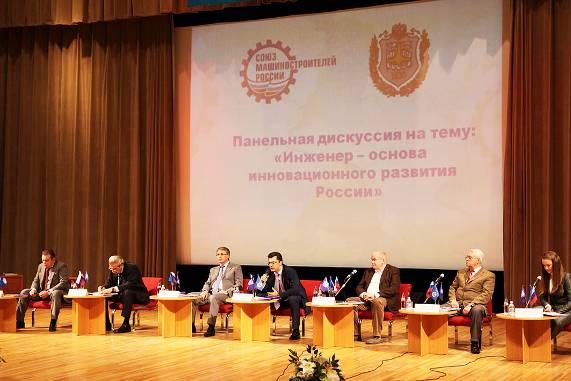 СОЮЗ
МАШИНОСТРОИТЕЛЕЙ
РОССИИ
Панельная дискуссия на тему:
«Инженер – основа
инновационного развития
России»